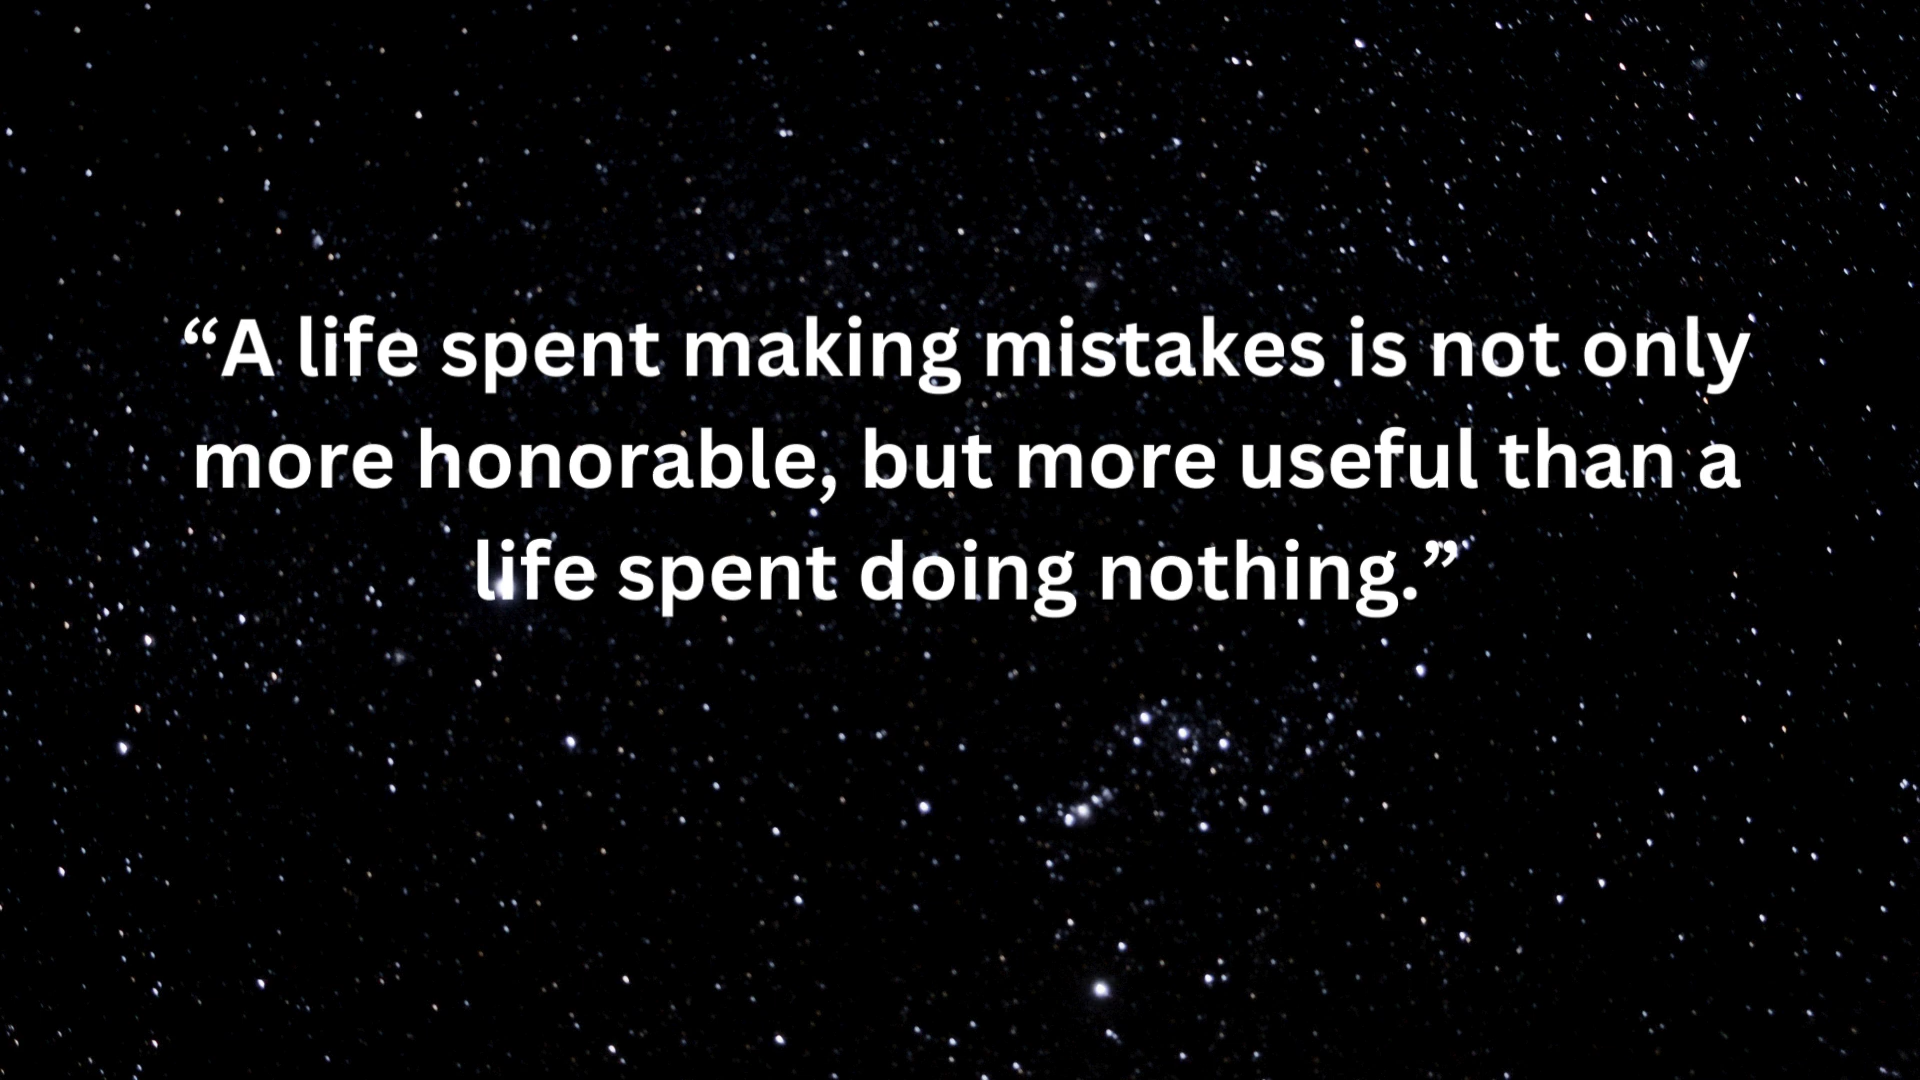 “A life spent making mistakes is not only
more honorable, but more useful than a
life spent doing nothing.”